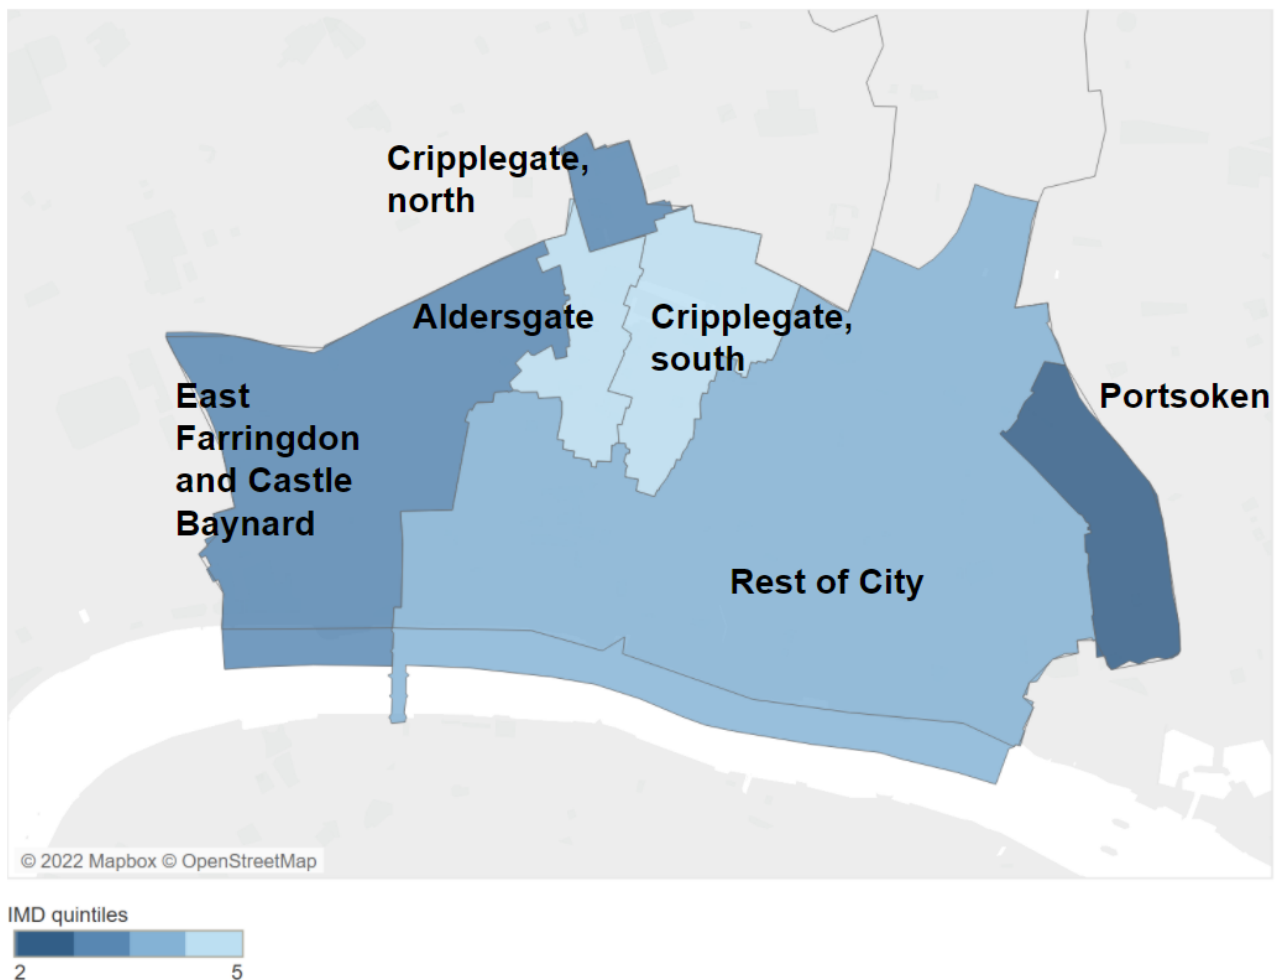 Cripplegate,
north
Aldersgate
Cripplegate,
south
East
Farringdon
and Castle
Baynard
Portsoken
Rest of City
© 2022 Mapbox © OpenStreetMap
IMD quintiles
2 5